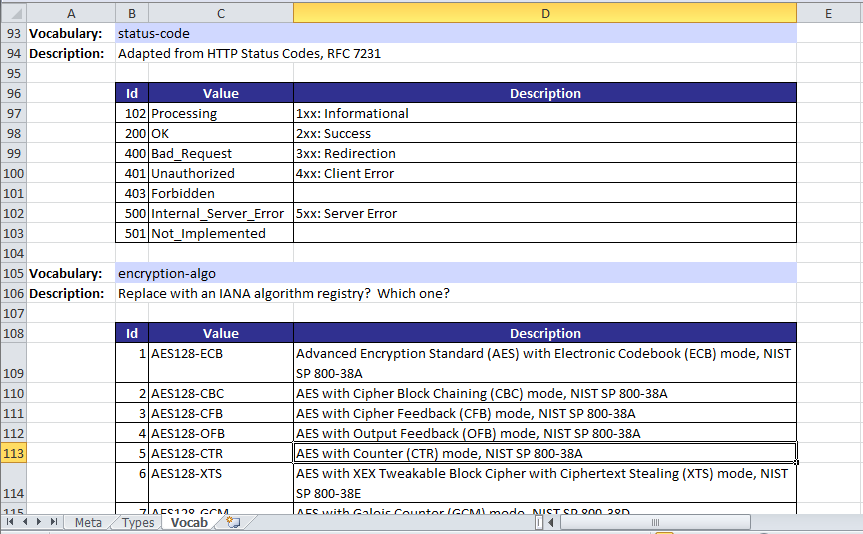 A B C D E
93 Vocabulary: status-code
94 Description: Adapted from HTTP Status Codes, RFC 7231
95
96 Id Value Description
97 102 Processing 1xx: Informational
98 200 OK 2xx: Success
99 400 Bad_Request 3xx: Redirection
100 401 Unauthorized 4xx: Client Error
101 403 Forbidden
102 500 Internal_Server_Error 5xx: Server Error
103 501 Not_Implemented
104
105 Vocabulary: encryption-algo
106 Description: Replace with an IANA algorithm registry? Which one?
107
108 Id Value Description
1 AES128-ECB Advanced Encryption Standard (AES) with Electronic Codebook (ECB) mode, NIST
109 SP 800-38A
110 2 AES128-CBC AES with Cipher Block Chaining (CBC) mode, NIST SP 800-38A
111 3 AES128-CFB AES with Cipher Feedback (CFB) mode, NIST SP 800-38A
112 4 AES128-OFB AES with Output Feedback (OFB) mode, NIST SP 800-38A
113 5 AES128-CTR AES with Counter (CTR) mode, NIST SP 800-38A
6 AES128-XTS AES with XEX Tweakable Block Cipher with Ciphertext Stealing (XTS) mode, NIST
114 SP 800-38E
115 7 AES128-GCM AES with Galois Counter (GCM) mode, NIST SP 800-38D
Meta Types Vocab